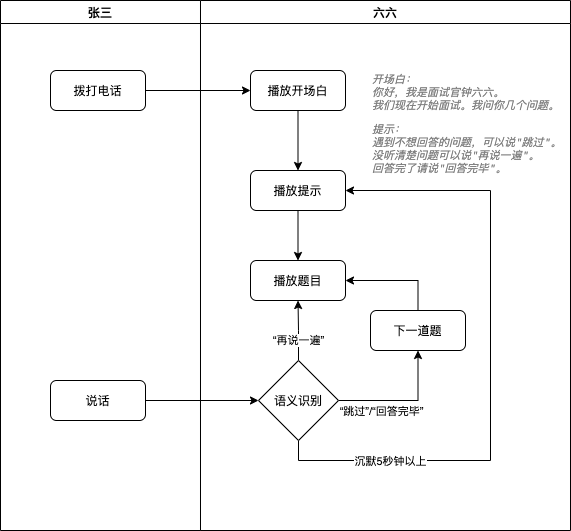 张三
六六
拨打电话
播放开场白
开场白：
你好，我是面试官钟六六。
我们现在开始面试。我问你几个问题。
提示：
遇到不想回答的问题，可以说"跳过"。
没听清楚问题可以说"再说一遍"。
回答完了请说"回答完毕"。
播放提示
播放题目
下一道题
“再说一遍”
说话
语义识别
“跳过”/“回答完毕”
沉默5秒钟以上